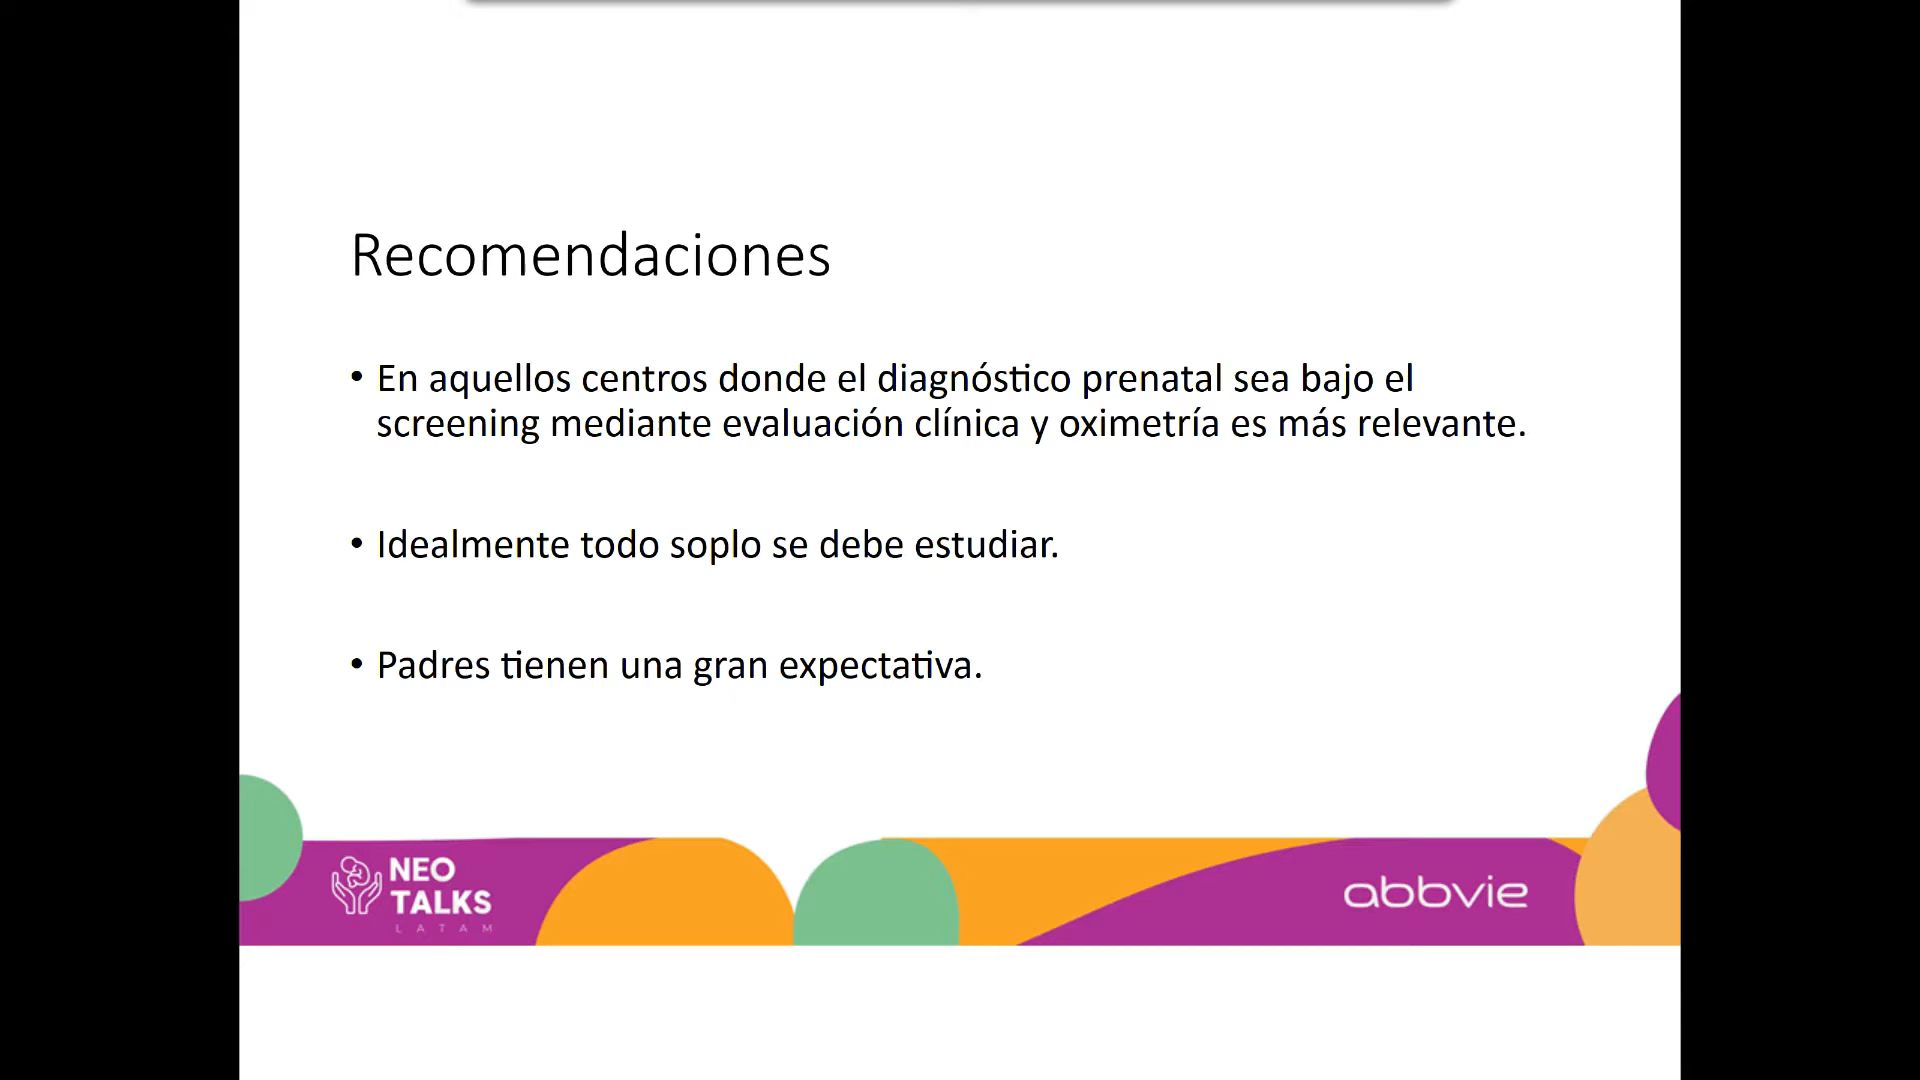 Recomendaciones
• En aquellos centros donde el diagnóstico prenatal sea bajo el
screening mediante evaluación clínica y oximetría es más relevante.
• Idealmente todo soplo se debe estudiar.
• Padres tienen una gran expectativa.
NEO
TALKS
LATAM
abbvie